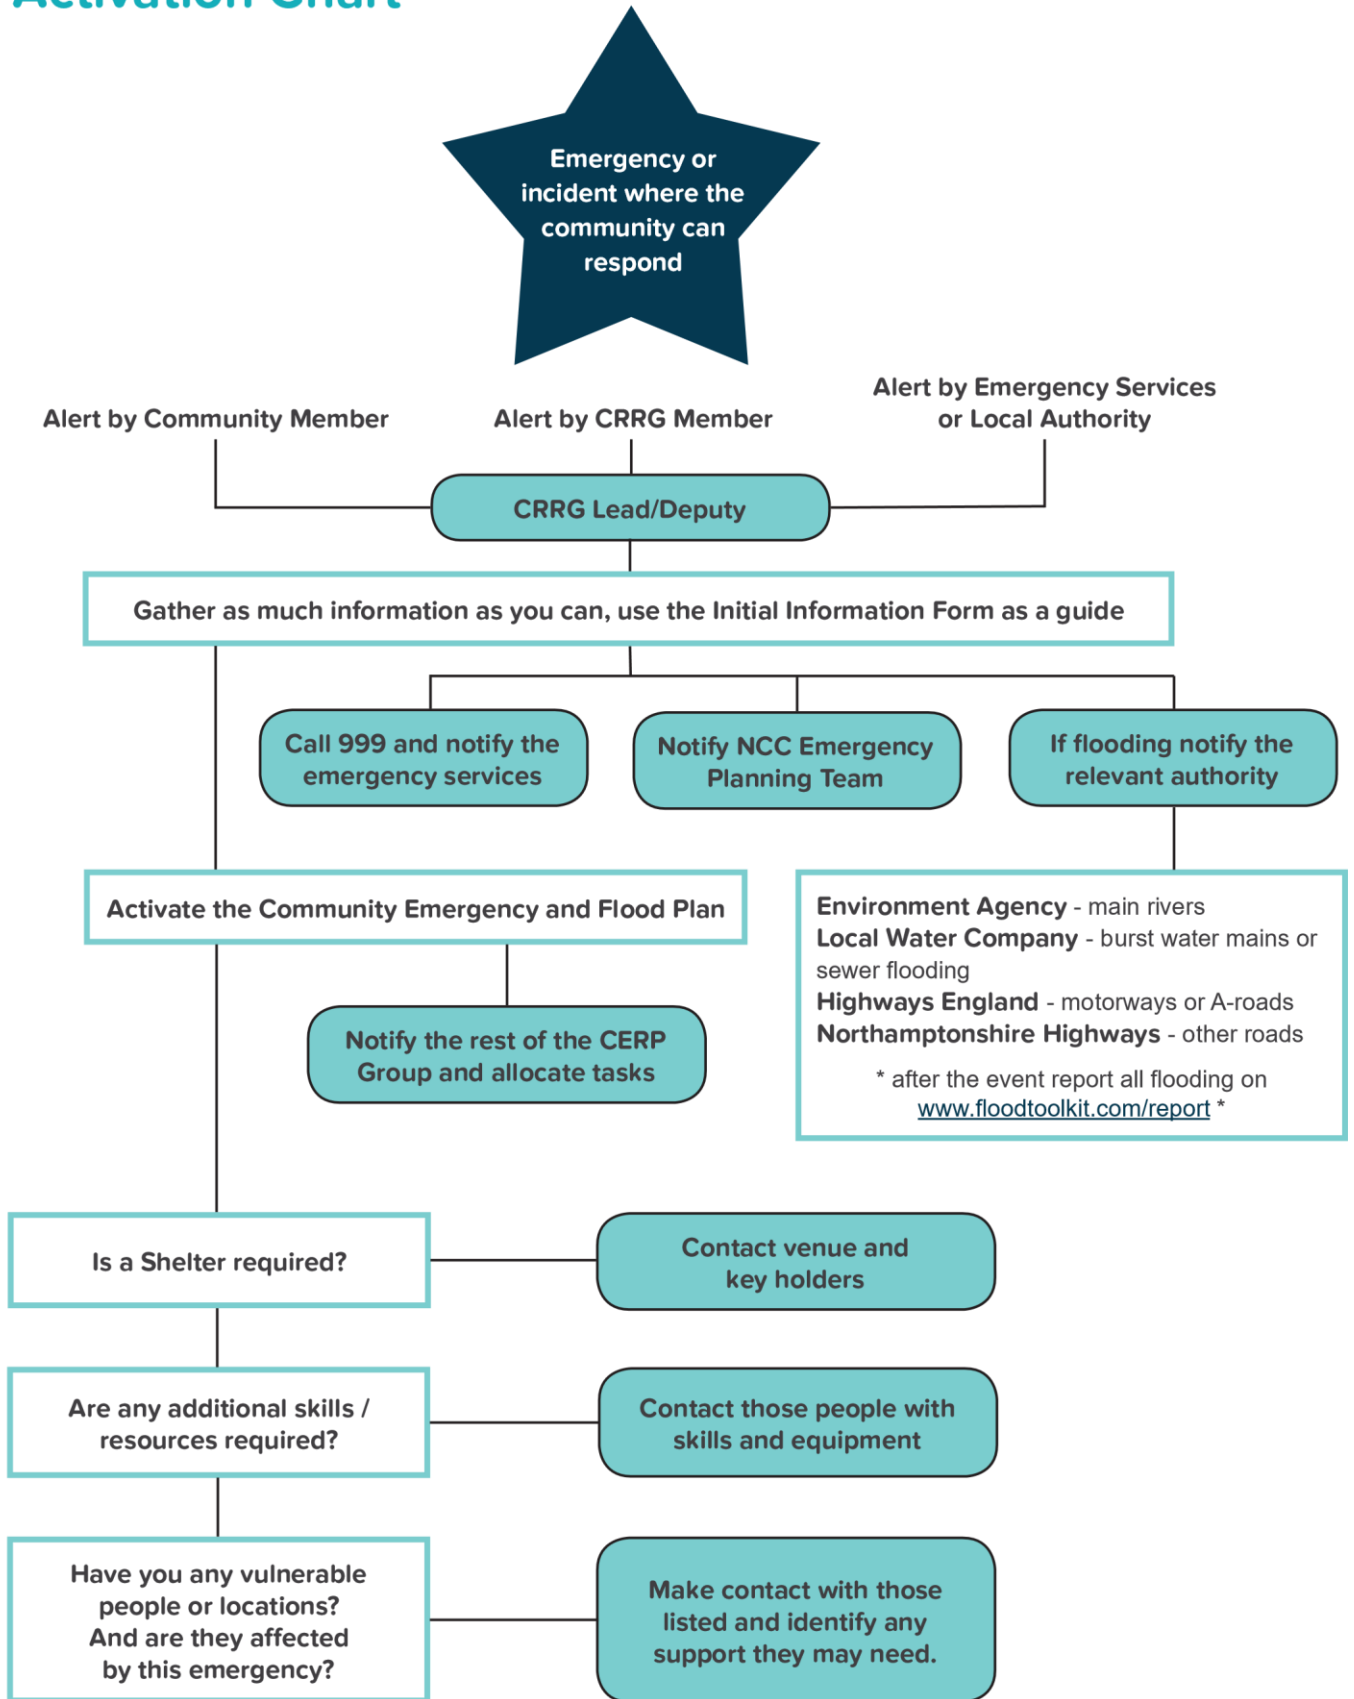 Activation Chart
Emergency or
incident where the
community can
respond
Alert by Community Member
Alert by CRRG Member
Alert by Emergency Services
or Local Authority
CRRG Lead/Deputy
Gather as much information as you can, use the Initial Information Form as a guide
Call 999 and notify the
emergency services
Notify NCC Emergency
Planning Team
If flooding notify the
relevant authority
Activate the Community Emergency and Flood Plan
Environment Agency - main rivers
Local Water Company - burst water mains or
sewer flooding
Highways England - motorways or A-roads
Northamptonshire Highways - other roads
* after the event report all flooding on
www.floodtoolkit.com/report *
Notify the rest of the CERP
Group and allocate tasks
Is a Shelter required?
Contact venue and
key holders
Are any additional skills /
resources required?
Contact those people with
skills and equipment
Have you any vulnerable
people or locations?
And are they affected
by this emergency?
Make contact with those
listed and identify any
support they may need.